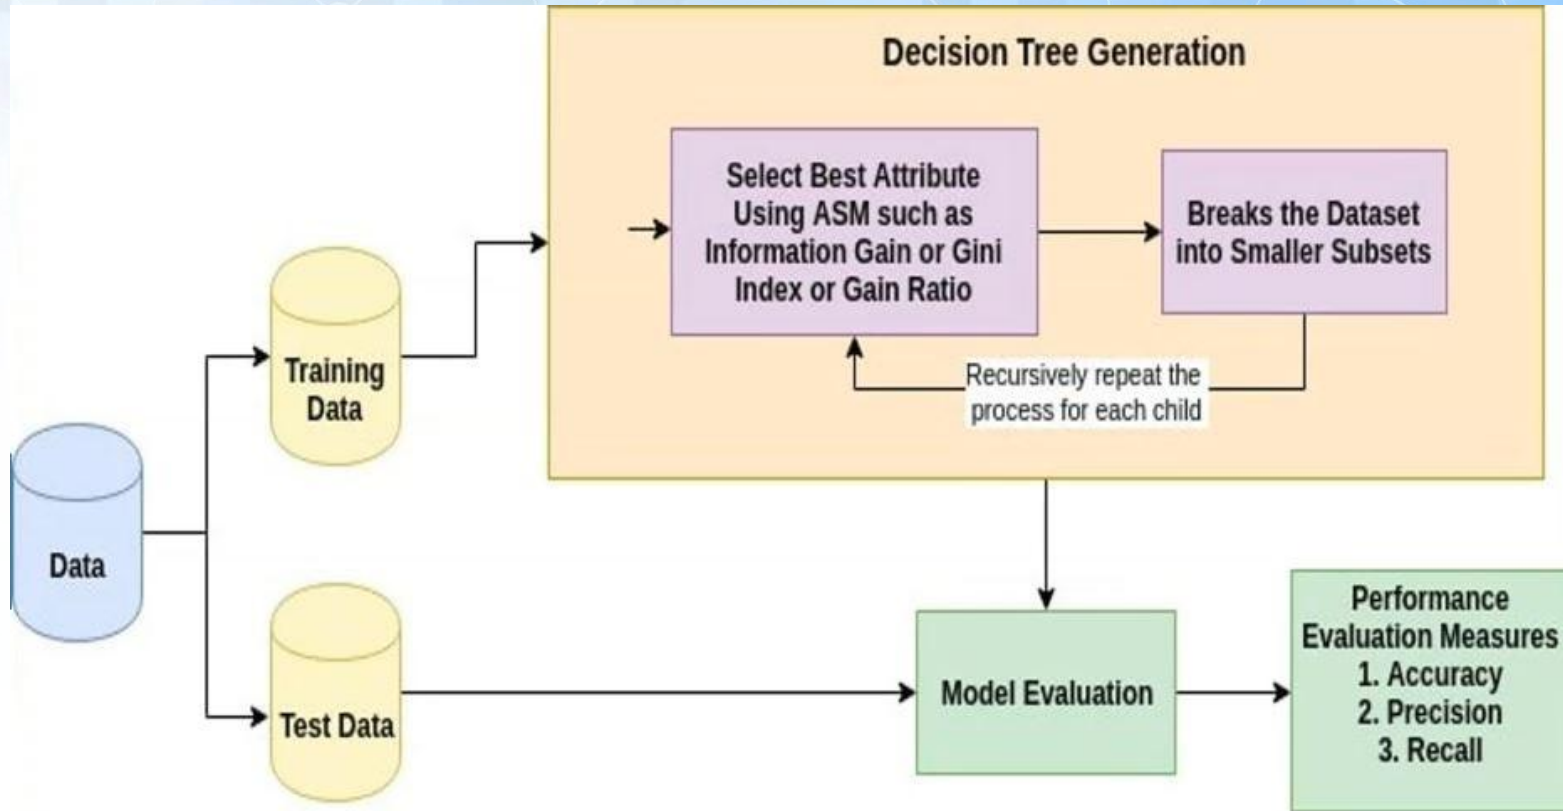 Decision Tree Generation
Select Best Attribute
Using ASM such as
Information Gain or Gini
Index or Gain Ratio
Breaks the Dataset
into Smaller Subsets
Recursively repeat the
process for each child
Training
Data
Data
Test Data
Model Evaluation
Performance
Evaluation Measures
1. Accuracy
2. Precision
3. Recall